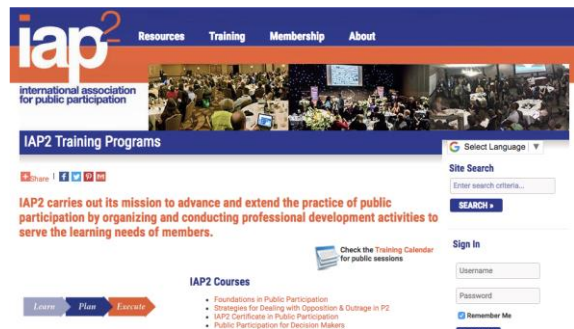 iap2
international association
for public participation
Resources Training Membership About
IAP2 Training Programs
Select Language ▼
Share
Site Search
Enter search criteria...
SEARCH »
IAP2 carries out its mission to advance and extend the practice of public
participation by organizing and conducting professional development activities to
serve the learning needs of members.
Check the Training Calendar
for public sessions
Sign In
Username
Password
Remember Me
IAP2 Courses
Foundations in Public Participation
Strategies for Dealing with Opposition & Outrage in P2
IAP2 Certificate in Public Participation
Public Participation for Decision Makers
Learn Plan Execute